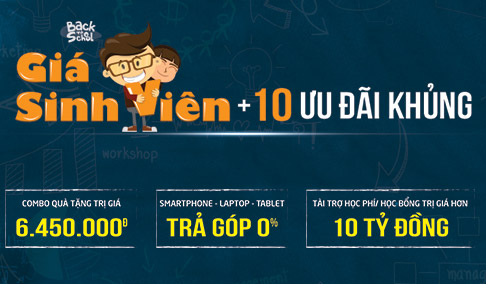 Back
to
School
Giá
Sinh Viên + 10 ƯU ĐÃI KHỦNG
workshop
COMBO QUÀ TẶNG TRỊ GIÁ
6.450.000Đ
SMARTPHONE - LAPTOP - TABLET
TRẢ GÓP 0%
TÀI TRỢ HỌC PHÍ/ HỌC BỔNG TRỊ GIÁ HƠN
10 TỶ ĐỒNG